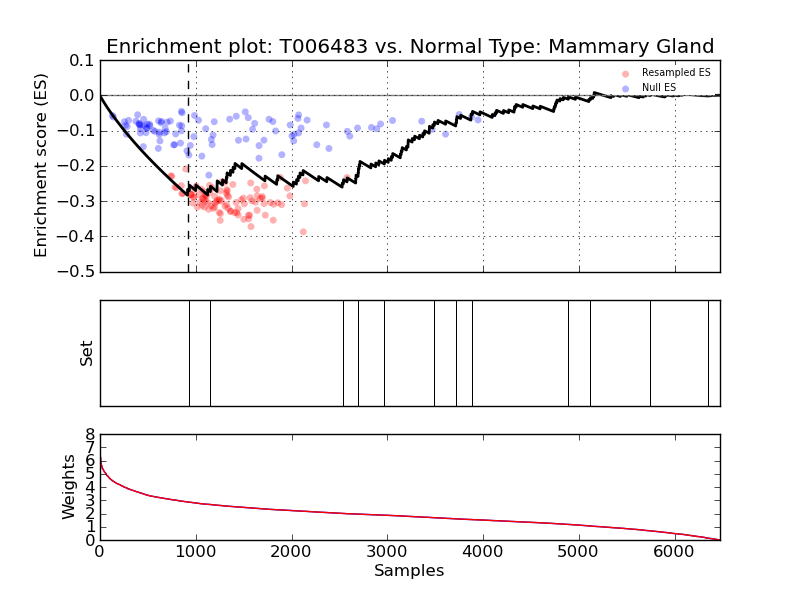 Enrichment plot: T006483 vs. Normal Type: Mammary Gland
Enrichment score (ES)
0.1
0.0
−0.1
−0.2
−0.3
−0.4
−0.5
Resampled ES
Null ES
Set
Weights
8
7
6
5
4
3
2
1
0
0 1000 2000 3000 4000 5000 6000
Samples